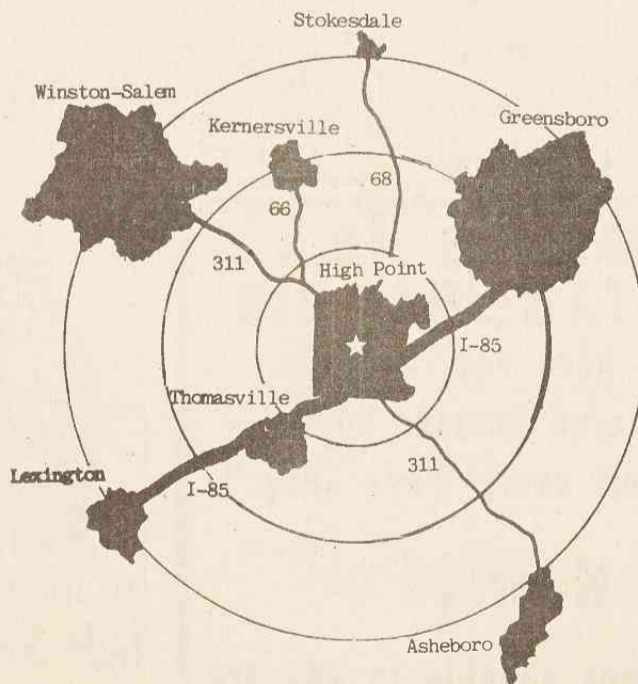 Stokesdale
Winston-Salem
Greensboro
Kernersville
68
66
311
High Point
I-85
Thomasville
311
Lexington
I-85
Asheboro